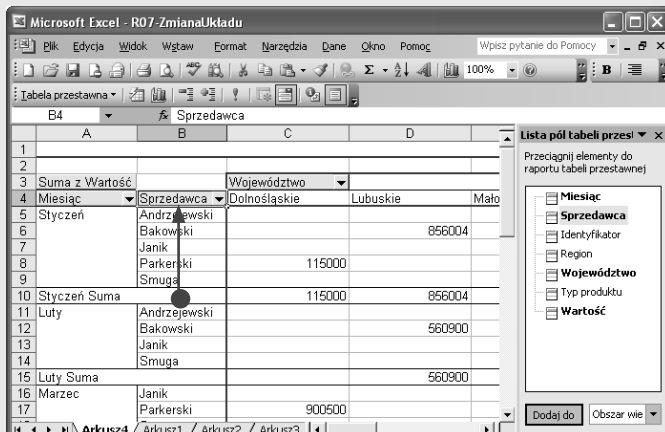 Microsoft Excel - R07-ZmianaUkładu
Plik Edycja Widok Wstaw Format Narzędzia Dane Okno Pomoc Wpisz pytanie do Pomocy
Σ 100% B
Tabela przestawna
B4 fx Sprzedawca
A B C D
1
2
3 Suma z Wartość Województwo
4 Miesiąc Sprzedawca Dolnośląskie Lubuskie Mało
5 Styczeń Andrzejewski
6 Bakowski 856004
7 Janik
8 Parkerski 115000
9 Smuga
10 Styczeń Suma 115000 856004
11 Luty Andrzejewski
12 Bakowski 560900
13 Janik
14 Smuga
15 Luty Suma 560900
16 Marzec Janik
17 Parkerski 900500
Arkusz4 Arkusz1 Arkusz2 Arkusz3
Lista pól tabeli przest
Przeciągnij elementy do
raportu tabeli przestawnej
Miesiąc
Sprzedawca
Identyfikator
Region
Województwo
Typ produktu
Wartość
Dodaj do Obszar wie